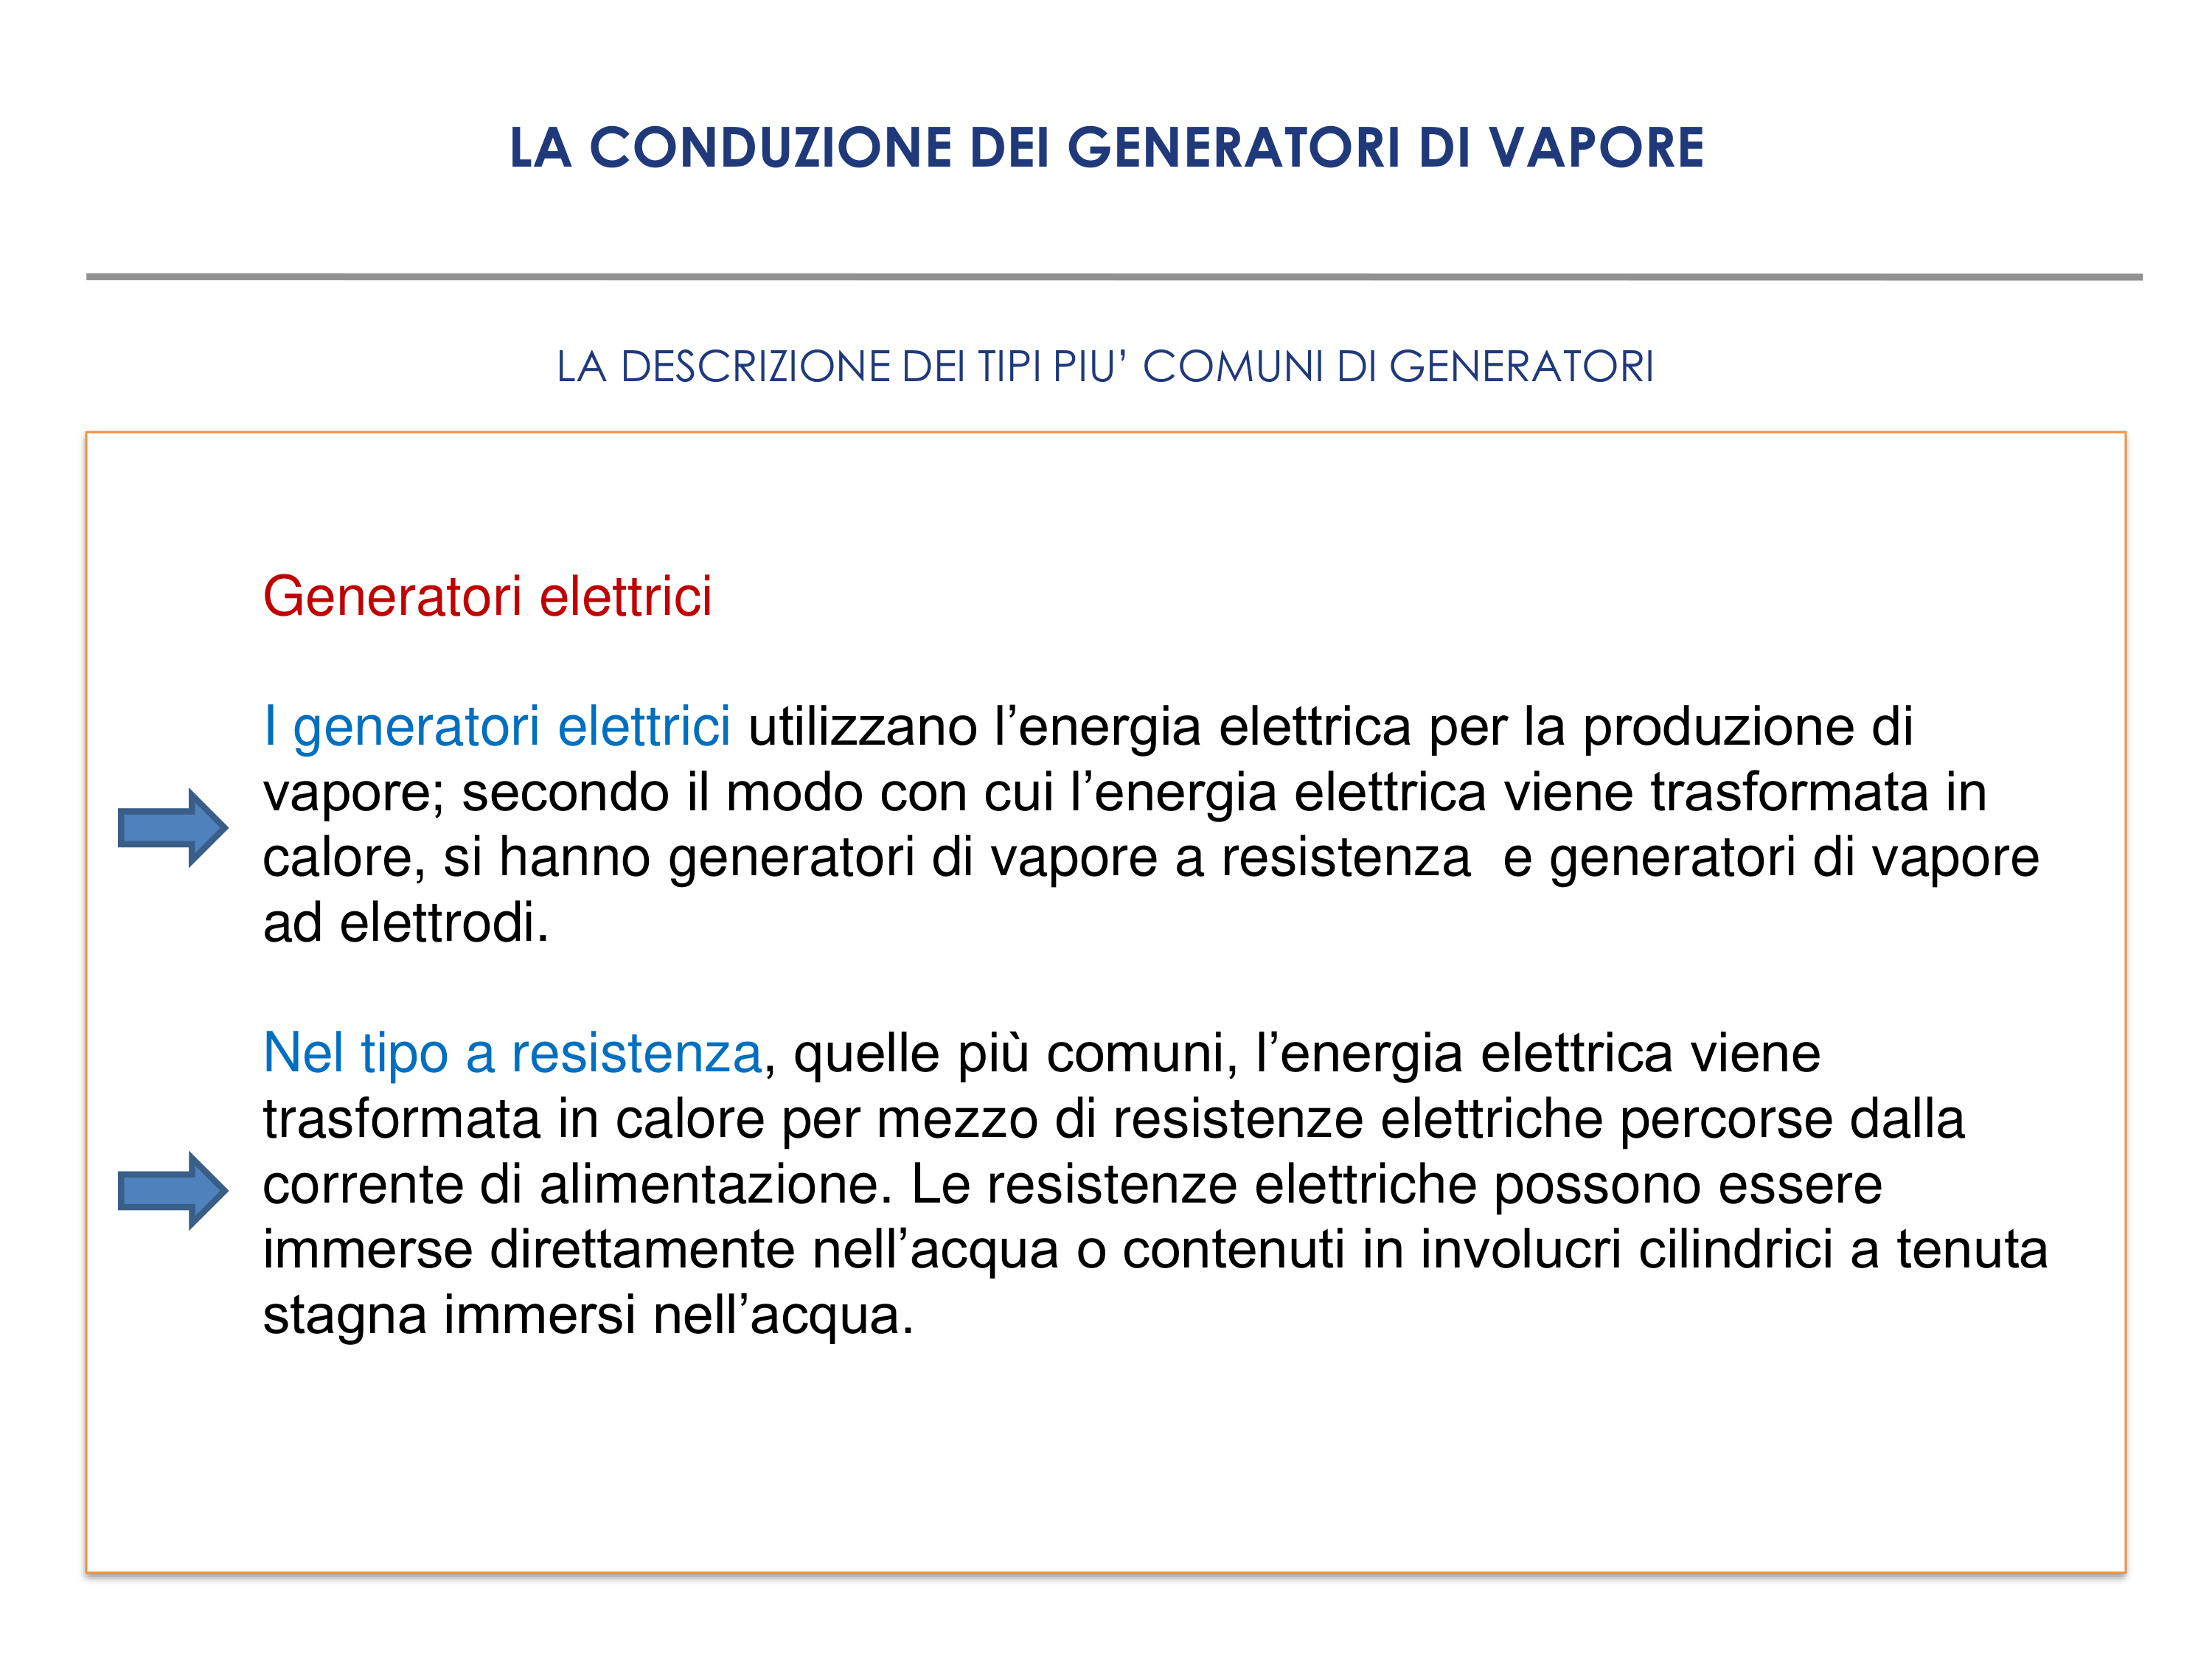 LA CONDUZIONE DEI GENERATORI DI VAPORE
LA DESCRIZIONE DEI TIPI PIU’ COMUNI DI GENERATORI
Generatori elettrici
I generatori elettrici utilizzano l’energia elettrica per la produzione di
vapore; secondo il modo con cui l’energia elettrica viene trasformata in
calore, si hanno generatori di vapore a resistenza  e generatori di vapore
ad elettrodi.
Nel tipo a resistenza, quelle più comuni, l’energia elettrica viene
trasformata in calore per mezzo di resistenze elettriche percorse dalla
corrente di alimentazione. Le resistenze elettriche possono essere
immerse direttamente nell’acqua o contenuti in involucri cilindrici a tenuta
stagna immersi nell’acqua.